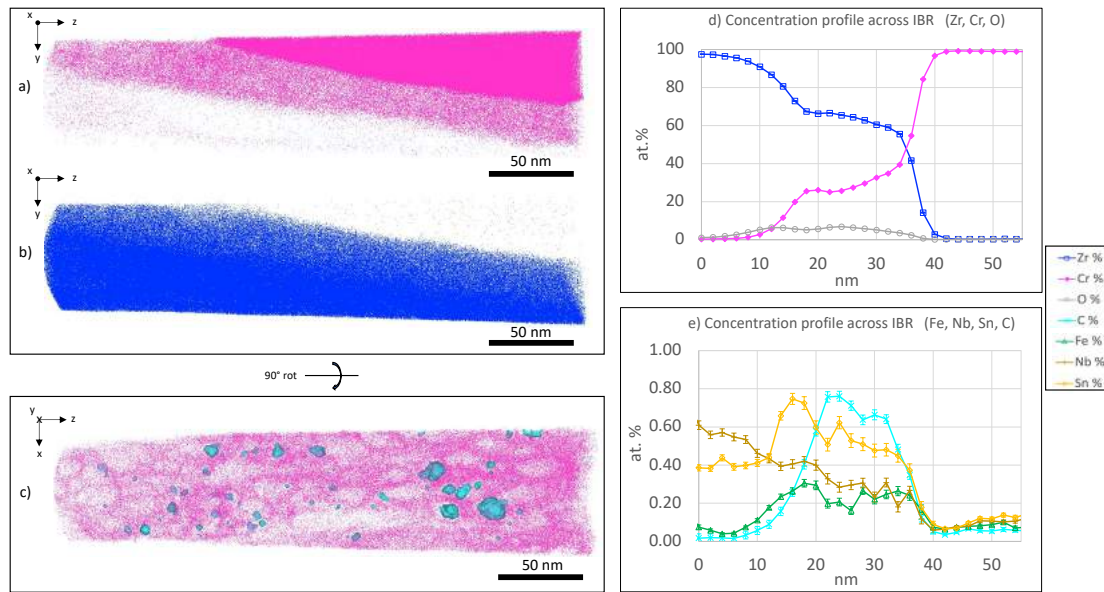 x
z
y
a)
50 nm
x
z
y
b)
50 nm
90° rot
y
x
z
x
c)
50 nm
d) Concentration profile across IBR (Zr, Cr, O)
100
80
60
40
20
0
at.%
0 10 20 30 40 50
nm
e) Concentration profile across IBR (Fe, Nb, Sn, C)
1.00
0.80
0.60
0.40
0.20
0.00
at. %
0 10 20 30 40 50
nm
Zr %
Cr %
O %
C %
Fe %
Nb %
Sn %